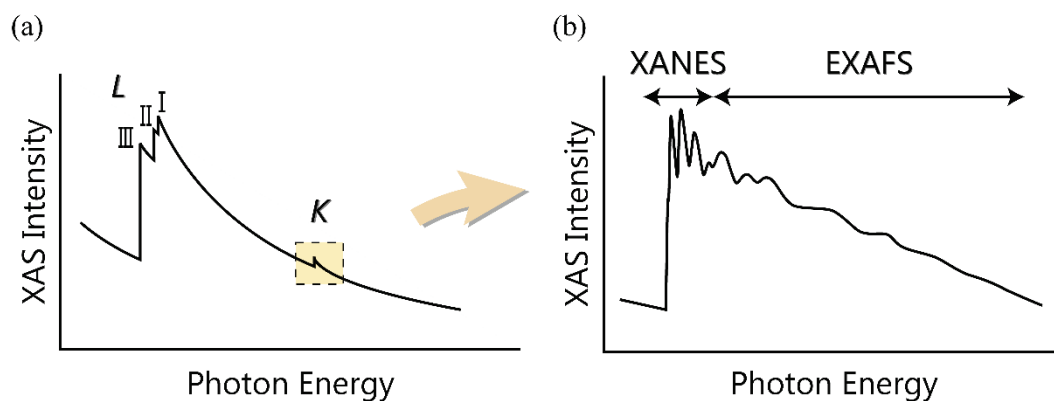 (a)
L
I
II
III
K
XAS Intensity
Photon Energy
(b)
XANES
EXAFS
XAS Intensity
Photon Energy